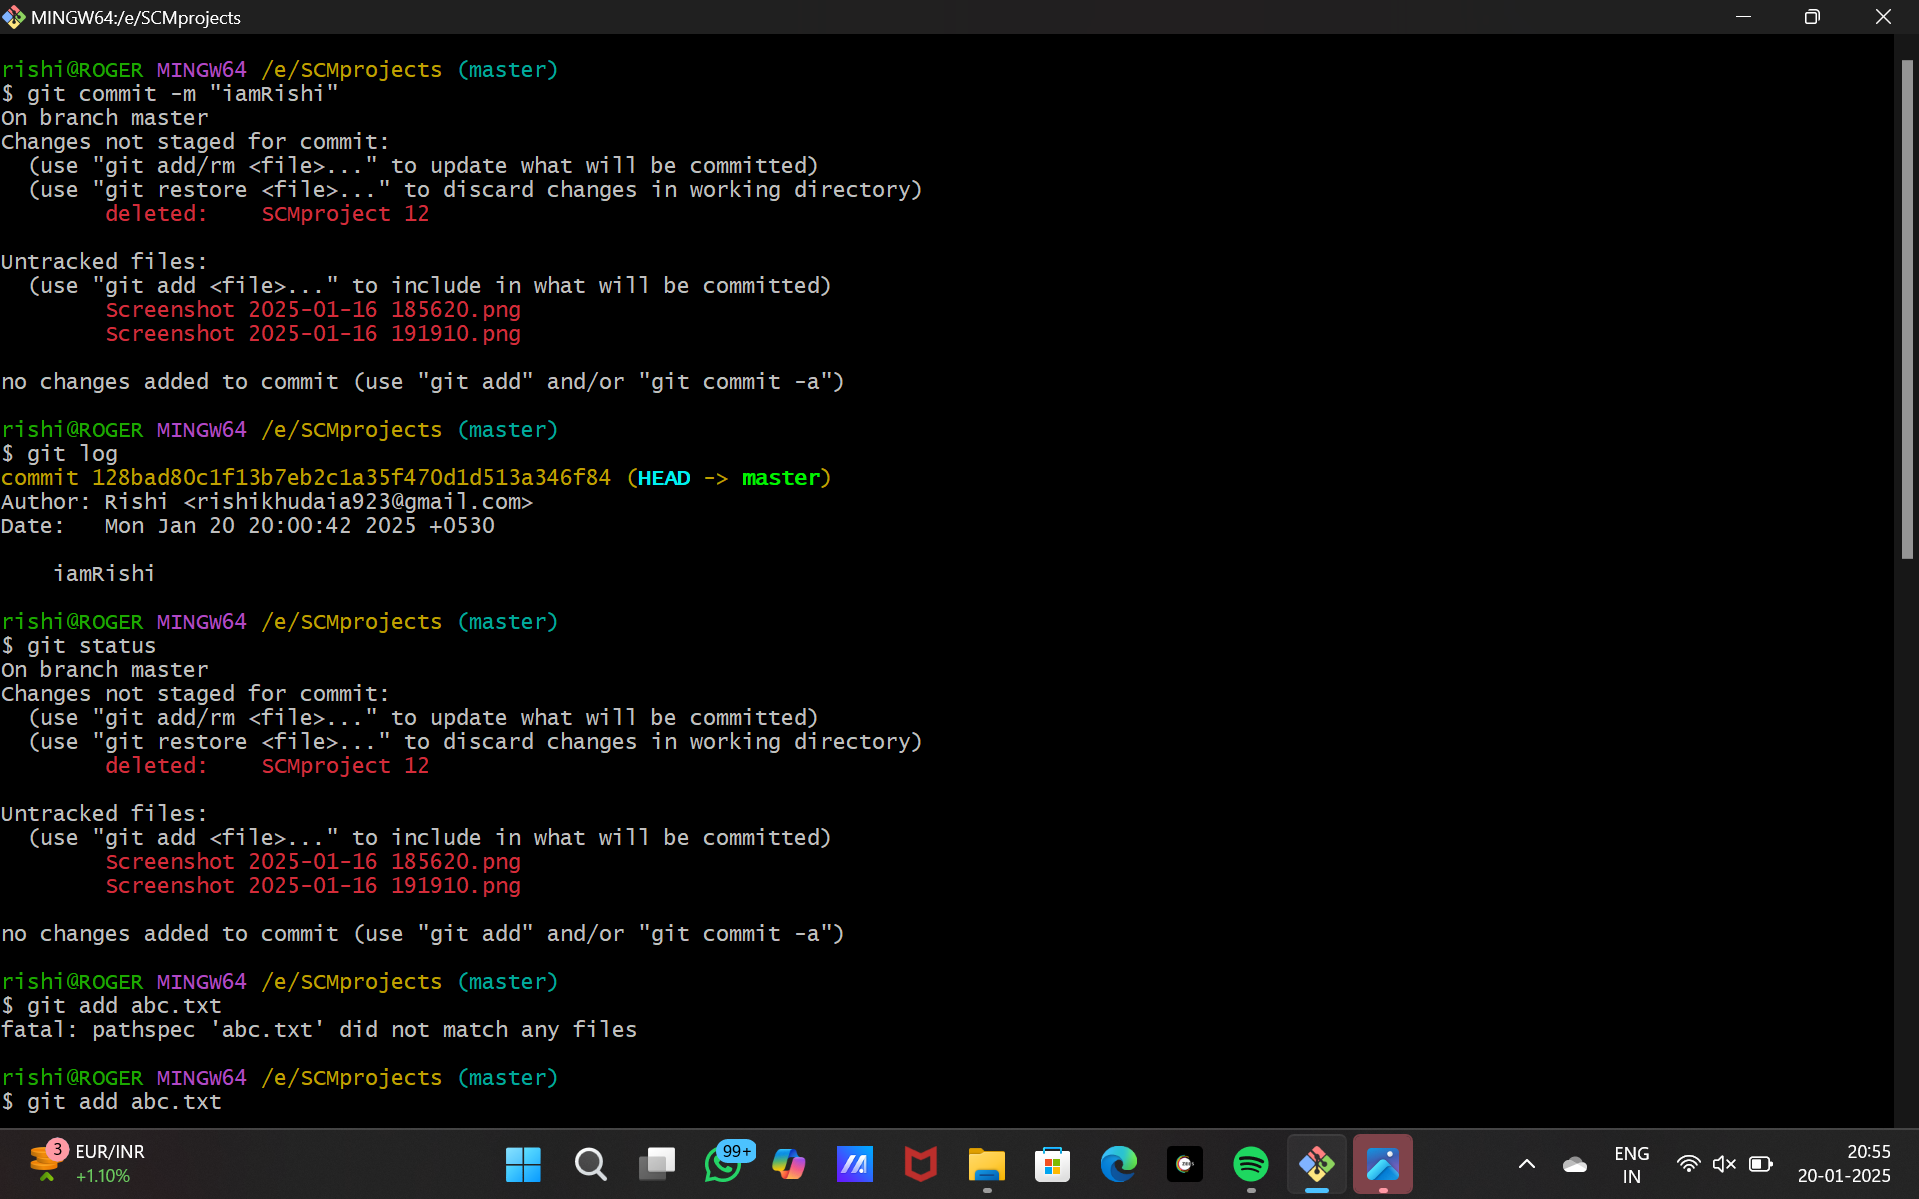 MINGW64:/e/SCMprojects
rishi@ROGER MINGW64 /e/SCMprojects (master)
$ git commit -m "iamRishi"
On branch master
Changes not staged for commit:
  (use "git add/rm <file>..." to update what will be committed)
  (use "git restore <file>..." to discard changes in working directory)
        deleted:    SCMproject 12

Untracked files:
  (use "git add <file>..." to include in what will be committed)
        Screenshot 2025-01-16 185620.png
        Screenshot 2025-01-16 191910.png

no changes added to commit (use "git add" and/or "git commit -a")

rishi@ROGER MINGW64 /e/SCMprojects (master)
$ git log
commit 128bad80c1f13b7eb2c1a35f470d1d513a346f84 (HEAD -> master)
Author: Rishi <rishikhudaia923@gmail.com>
Date:   Mon Jan 20 20:00:42 2025 +0530

    iamRishi

rishi@ROGER MINGW64 /e/SCMprojects (master)
$ git status
On branch master
Changes not staged for commit:
  (use "git add/rm <file>..." to update what will be committed)
  (use "git restore <file>..." to discard changes in working directory)
        deleted:    SCMproject 12

Untracked files:
  (use "git add <file>..." to include in what will be committed)
        Screenshot 2025-01-16 185620.png
        Screenshot 2025-01-16 191910.png

no changes added to commit (use "git add" and/or "git commit -a")

rishi@ROGER MINGW64 /e/SCMprojects (master)
$ git add abc.txt
fatal: pathspec 'abc.txt' did not match any files

rishi@ROGER MINGW64 /e/SCMprojects (master)
$ git add abc.txt
3
EUR/INR
+1.10%
99+
ENG
IN
20:55
20-01-2025